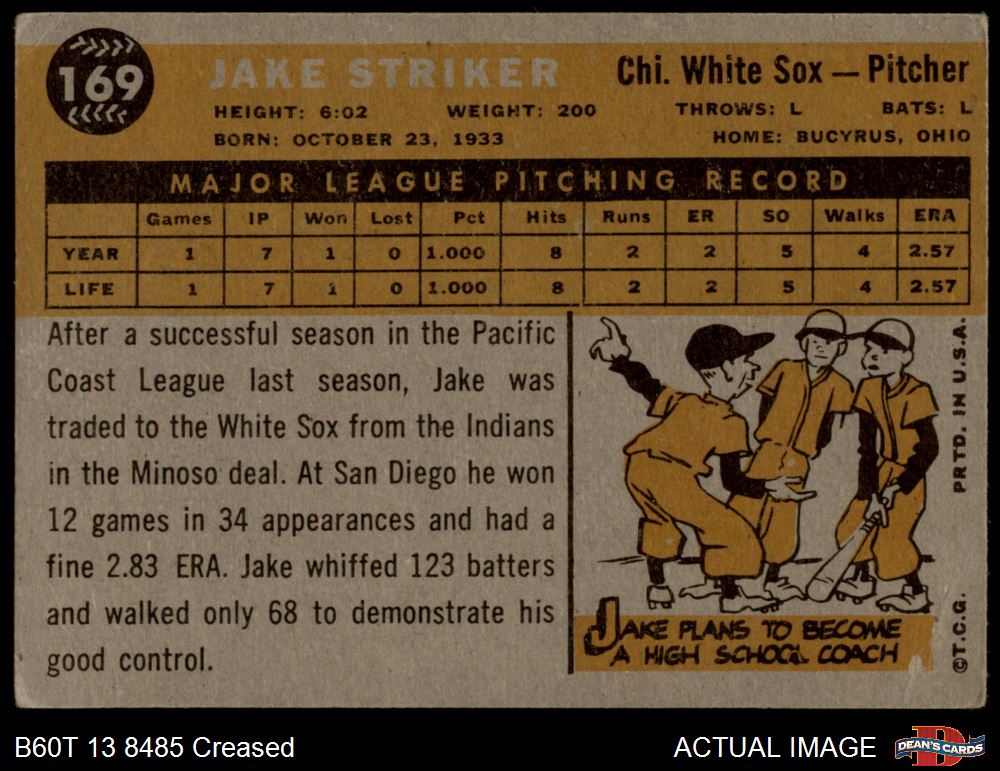 169
JAKE STRIKER
Chi. White Sox — Pitcher
HEIGHT: 6:02 WEIGHT: 200 THROWS: L BATS: L
BORN: OCTOBER 23, 1933 HOME: BUCYRUS, OHIO
MAJOR LEAGUE PITCHING RECORD
Games IP Won Lost Pct Hits Runs ER SO Walks ERA
YEAR 1 7 1 0 1.000 8 2 2 5 4 2.57
LIFE 1 7 1 0 1.000 8 2 2 5 4 2.57
After a successful season in the Pacific
Coast League last season, Jake was
traded to the White Sox from the Indians
in the Minoso deal. At San Diego he won
12 games in 34 appearances and had a
fine 2.83 ERA. Jake whiffed 123 batters
and walked only 68 to demonstrate his
good control.
JAKE PLANS TO BECOME
A HIGH SCHOOL COACH
©T.C.G. PRTD. IN U.S.A.
B60T 13 8485 Creased
ACTUAL IMAGE
D
DEAN'S CARDS